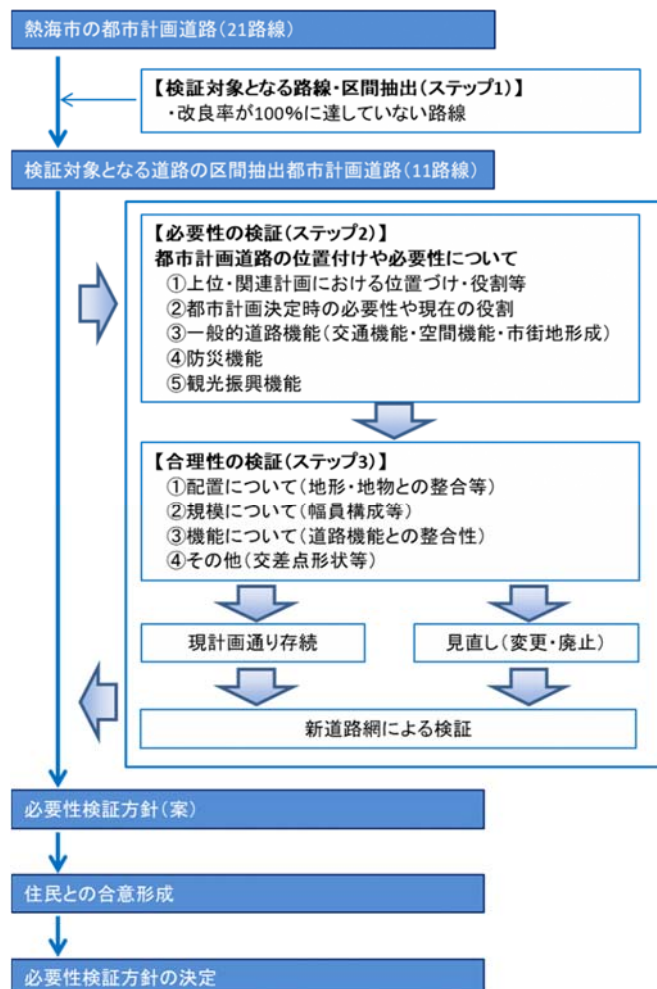 熱海市の都市計画道路(21路線)
【検証対象となる路線・区間抽出(ステップ1)】
・改良率が100%に達していない路線
検証対象となる道路の区間抽出都市計画道路(11路線)
【必要性の検証(ステップ2)】
都市計画道路の位置付けや必要性について
①上位・関連計画における位置づけ・役割等
②都市計画決定時の必要性や現在の役割
③一般的道路機能(交通機能・空間機能・市街地形成)
④防災機能
⑤観光振興機能
【合理性の検証(ステップ3)】
①配置について(地形・地物との整合等)
②規模について(幅員構成等)
③機能について(道路機能との整合性)
④その他(交差点形状等)
現計画通り存続
見直し(変更・廃止)
新道路網による検証
必要性検証方針(案)
住民との合意形成
必要性検証方針の決定